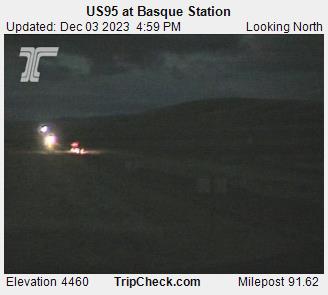 US95 at Basque Station
Updated: Dec 03 2023 4:59 PM Looking North
Elevation 4460 TripCheck.com Milepost 91.62